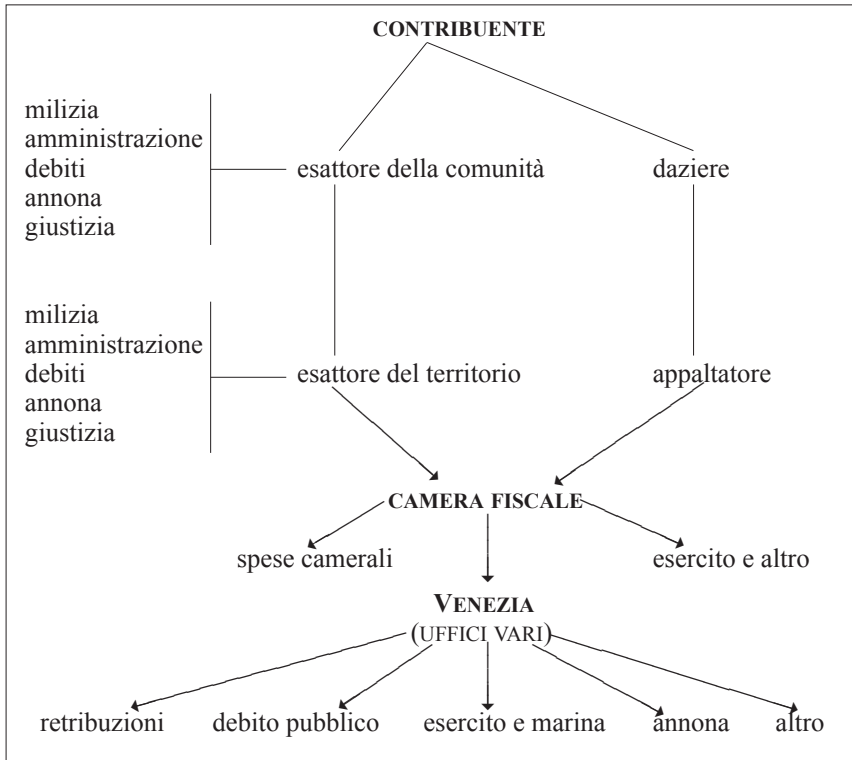 CONTRIBUENTE
milizia
amministrazione
debiti
annona
giustizia
esattore della comunità
daziere
milizia
amministrazione
debiti
annona
giustizia
esattore del territorio
appaltatore
CAMERA FISCALE
spese camerali
esercito e altro
VENEZIA
(UFFICI VARI)
retribuzioni
debito pubblico
esercito e marina
annona
altro